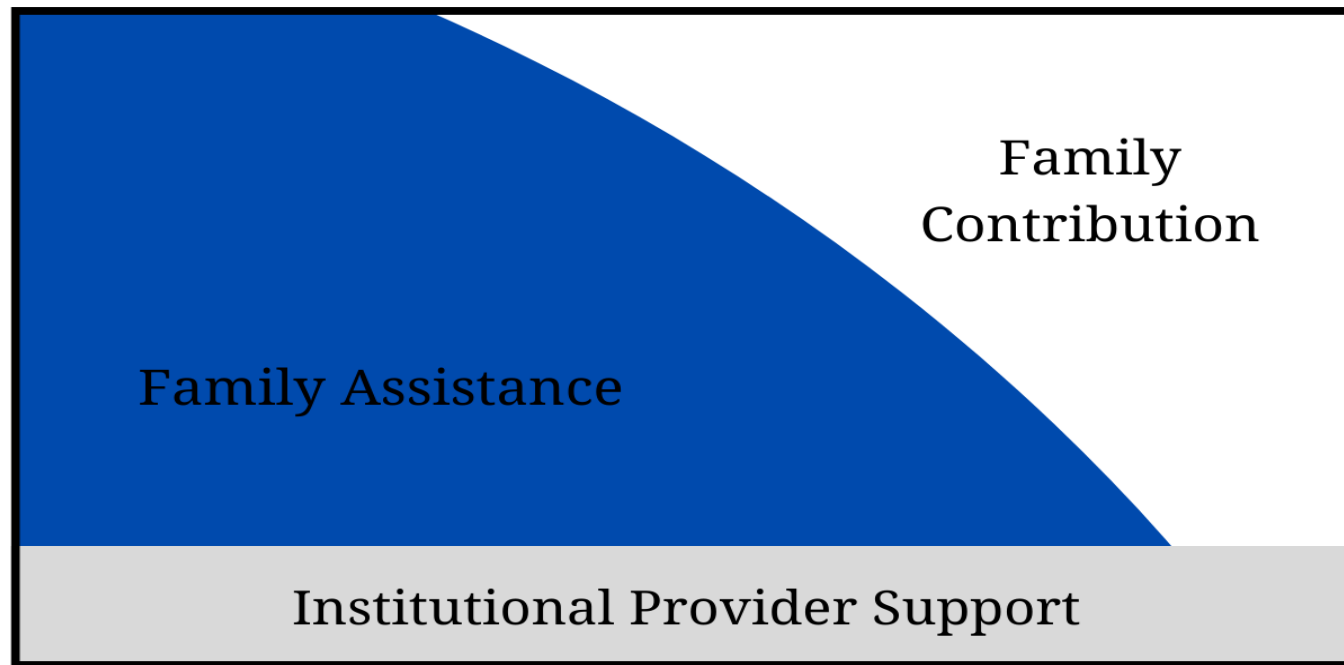 Family
Contribution
Family Assistance
Institutional Provider Support